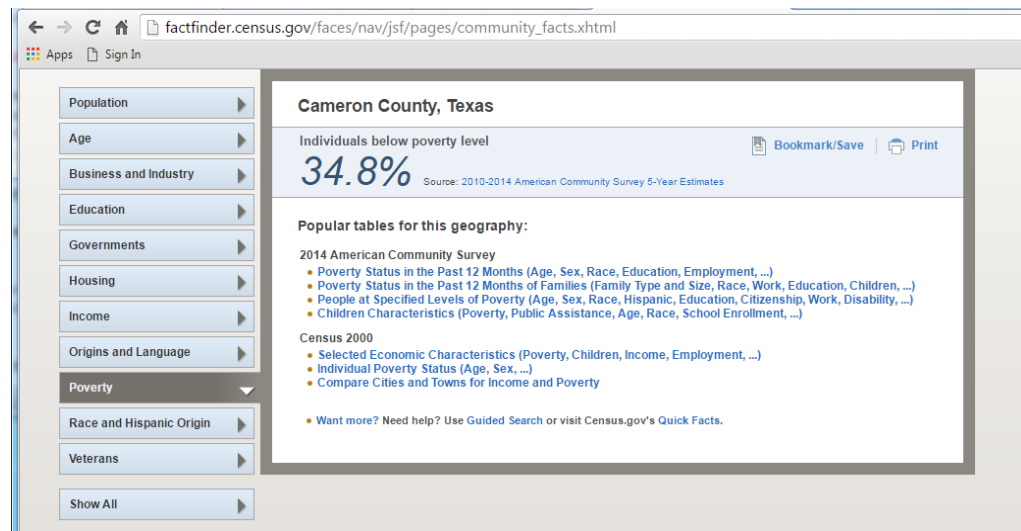 factfinder.census.gov/faces/nav/jsf/pages/community_facts.xhtml
Apps Sign In
Population
Age
Business and Industry
Education
Governments
Housing
Income
Origins and Language
Poverty
Race and Hispanic Origin
Veterans
Show All
Cameron County, Texas
Individuals below poverty level
34.8% Source: 2010-2014 American Community Survey 5-Year Estimates
Bookmark/Save | Print
Popular tables for this geography:
2014 American Community Survey
• Poverty Status in the Past 12 Months (Age, Sex, Race, Education, Employment, ...)
• Poverty Status in the Past 12 Months of Families (Family Type and Size, Race, Work, Education, Children, ...)
• People at Specified Levels of Poverty (Age, Sex, Race, Hispanic, Education, Citizenship, Work, Disability, ...)
• Children Characteristics (Poverty, Public Assistance, Age, Race, School Enrollment, ...)
Census 2000
• Selected Economic Characteristics (Poverty, Children, Income, Employment, ...)
• Individual Poverty Status (Age, Sex, ...)
• Compare Cities and Towns for Income and Poverty
• Want more? Need help? Use Guided Search or visit Census.gov's Quick Facts.